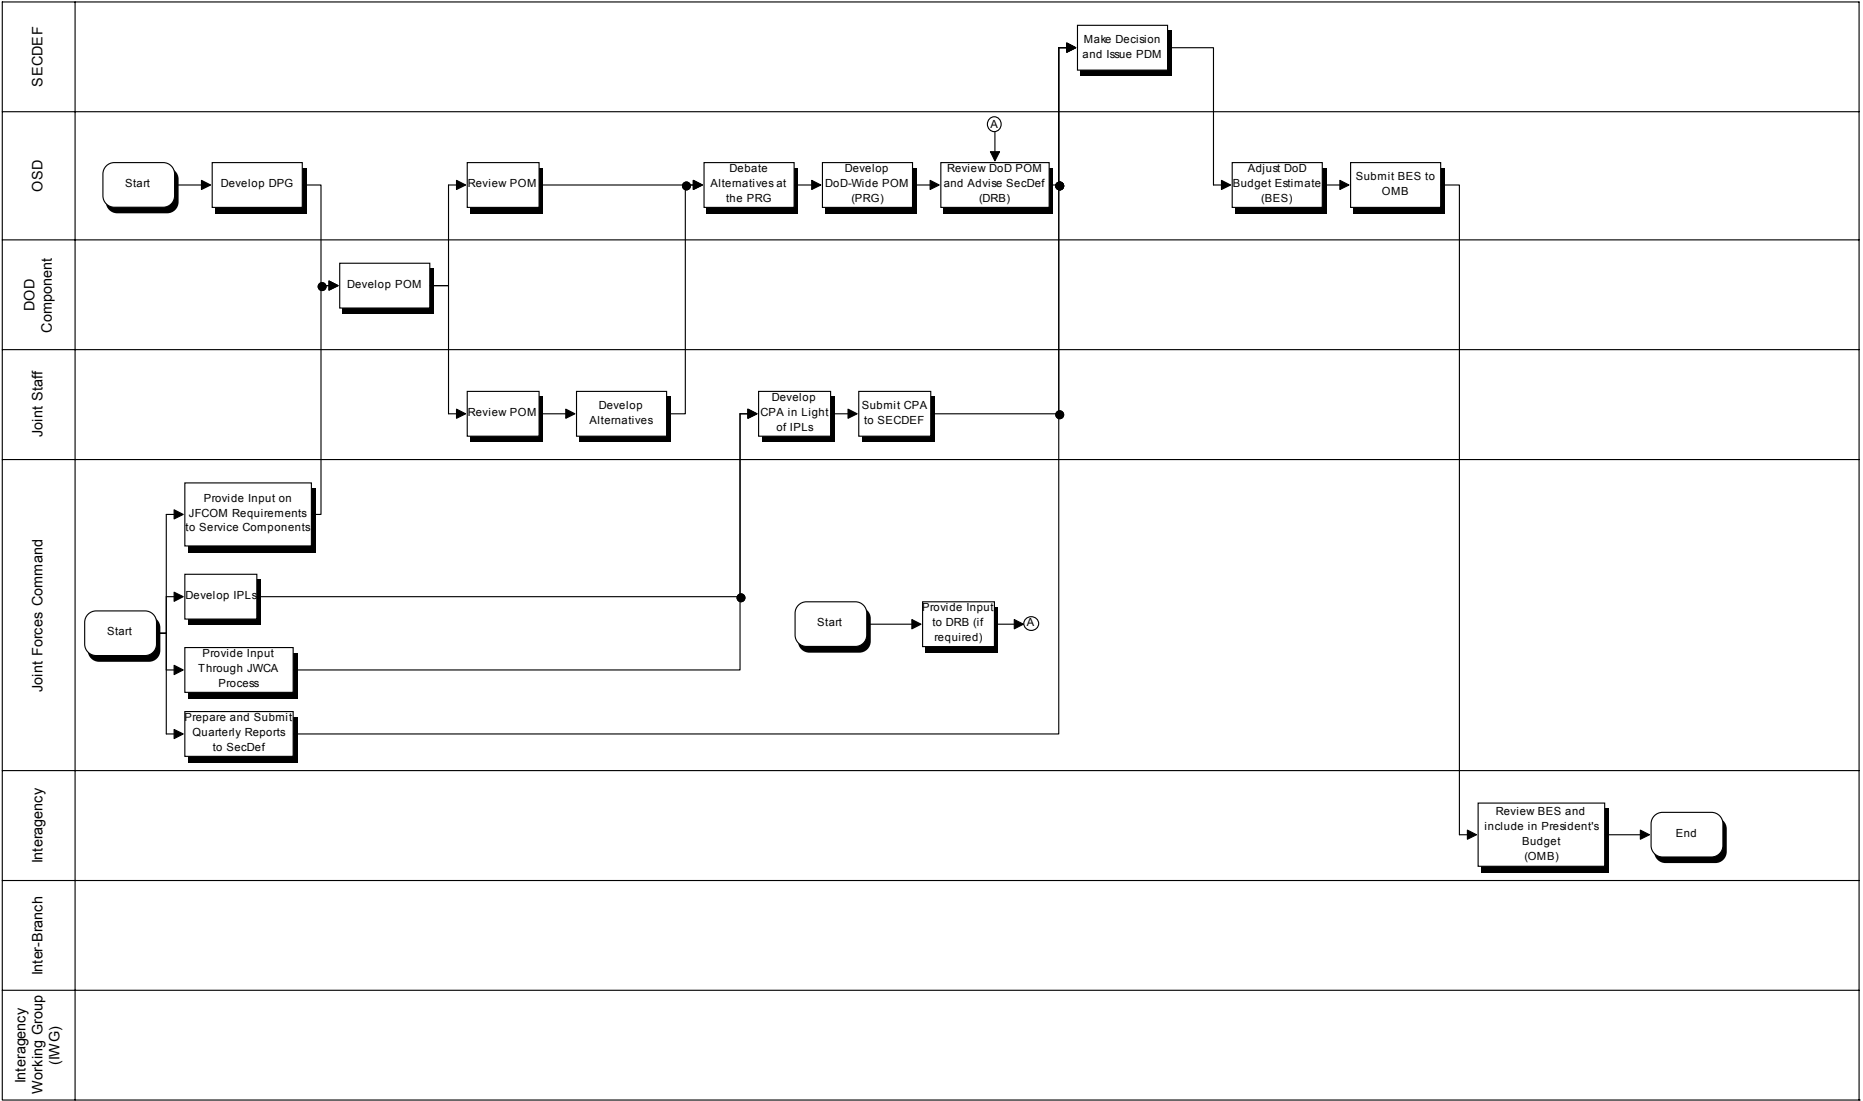 SECDEF
Make Decision
and Issue PDM
OSD
A
Start
Develop DPG
Review POM
Debate
Alternatives at
the PRG
Develop
DoD-Wide POM
(PRG)
Review DoD POM
and Advise SecDef
(DRB)
Adjust DoD
Budget Estimate
(BES)
Submit BES to
OMB
DOD
Component
Develop POM
Joint Staff
Review POM
Develop
Alternatives
Develop
CPA in Light
of IPLs
Submit CPA
to SECDEF
Joint Forces Command
Provide Input on
JFCOM Requirements
to Service Components
Develop IPLs
Start
Provide Input
Through JWCA
Process
Prepare and Submit
Quarterly Reports
to SecDef
Start
Provide Input
to DRB (if
required)
A
Interagency
Review BES and
include in President's
Budget
(OMB)
End
Inter-Branch
Interagency
Working Group
(IWG)